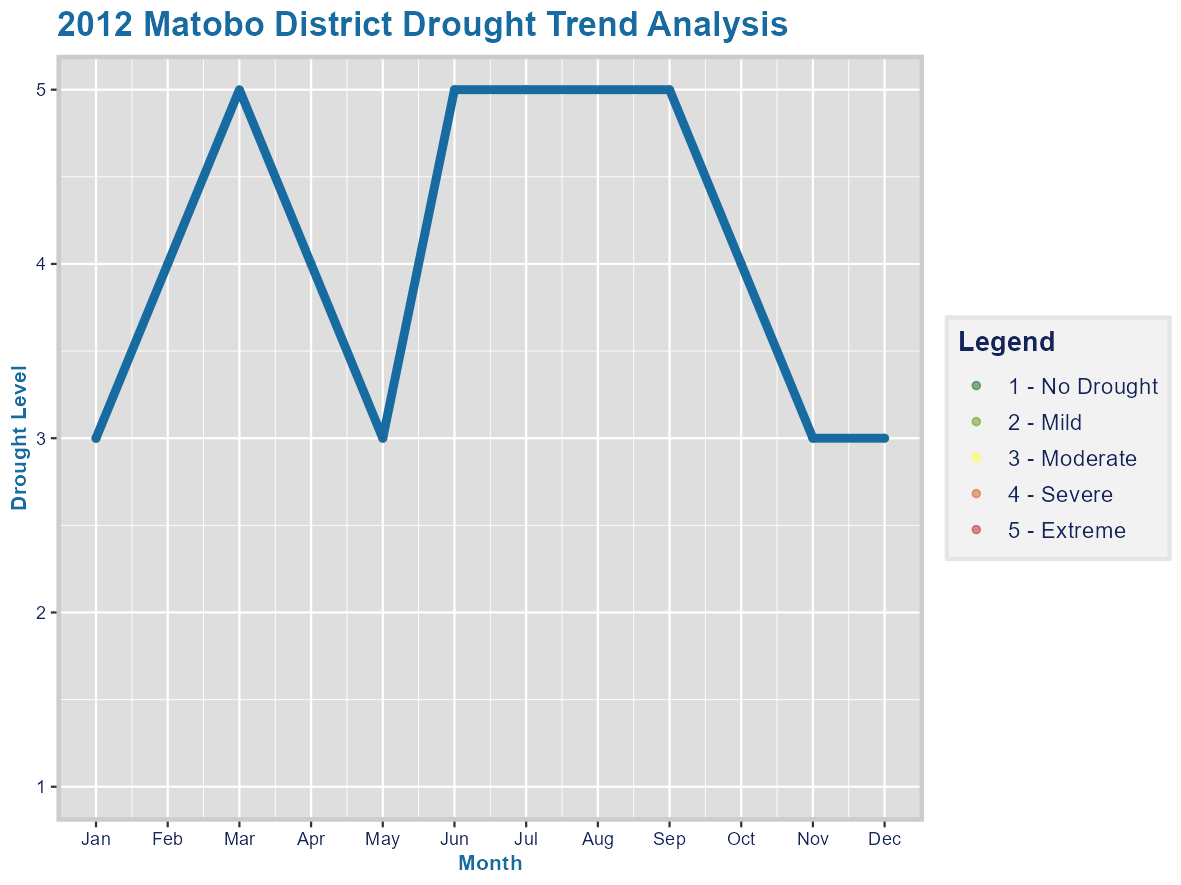 2012 Matobo District Drought Trend Analysis
Drought Level
5
4
3
2
1
Jan Feb Mar Apr May Jun Jul Aug Sep Oct Nov Dec
Month
Legend
1 - No Drought
2 - Mild
3 - Moderate
4 - Severe
5 - Extreme